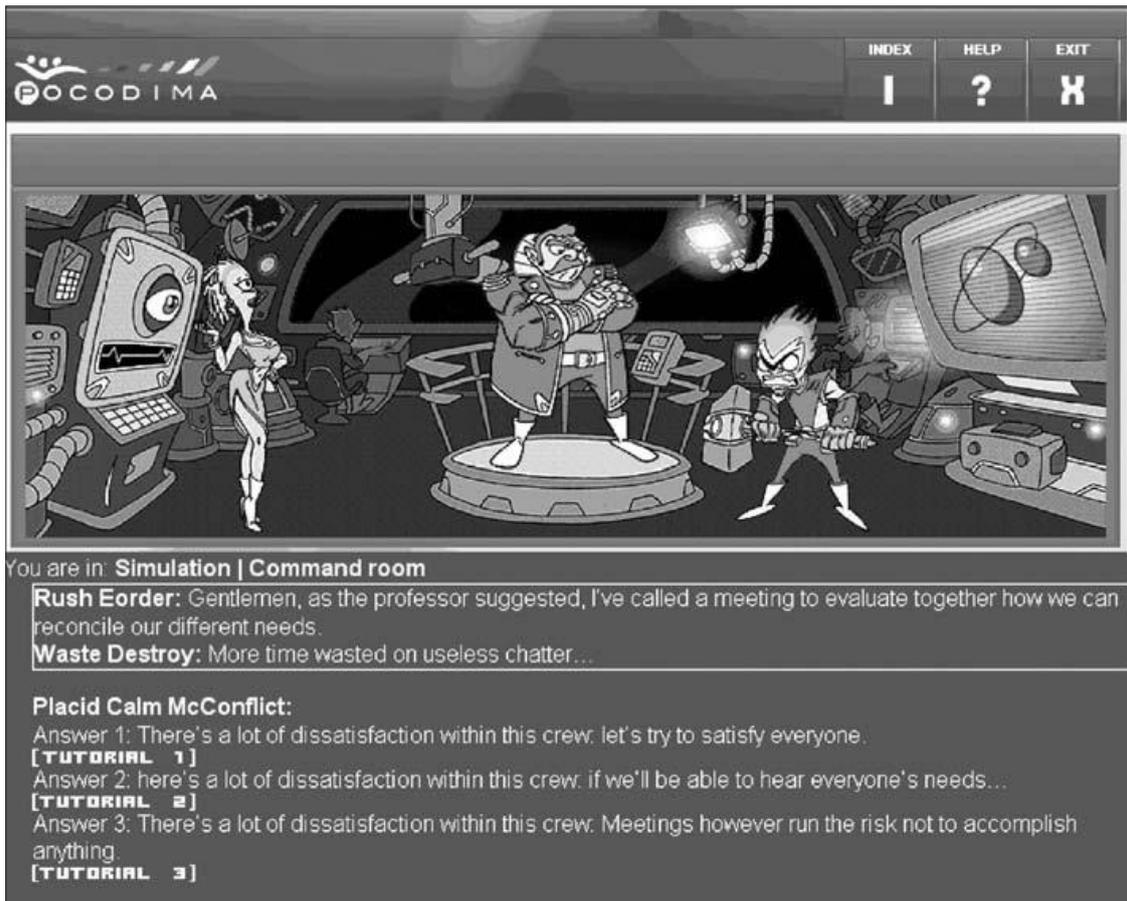 INDEX HELP EXIT
I ? X
POCODIMA
You are in: Simulation | Command room
Rush Eorder: Gentlemen, as the professor suggested, I've called a meeting to evaluate together how we can
reconcile our different needs.
Waste Destroy: More time wasted on useless chatter...
Placid Calm McConflict:
Answer 1: There's a lot of dissatisfaction within this crew: let's try to satisfy everyone.
[TUTORIAL 1]
Answer 2: here's a lot of dissatisfaction within this crew: if we'll be able to hear everyone's needs...
[TUTORIAL 2]
Answer 3: There's a lot of dissatisfaction within this crew: Meetings however run the risk not to accomplish
anything.
[TUTORIAL 3]